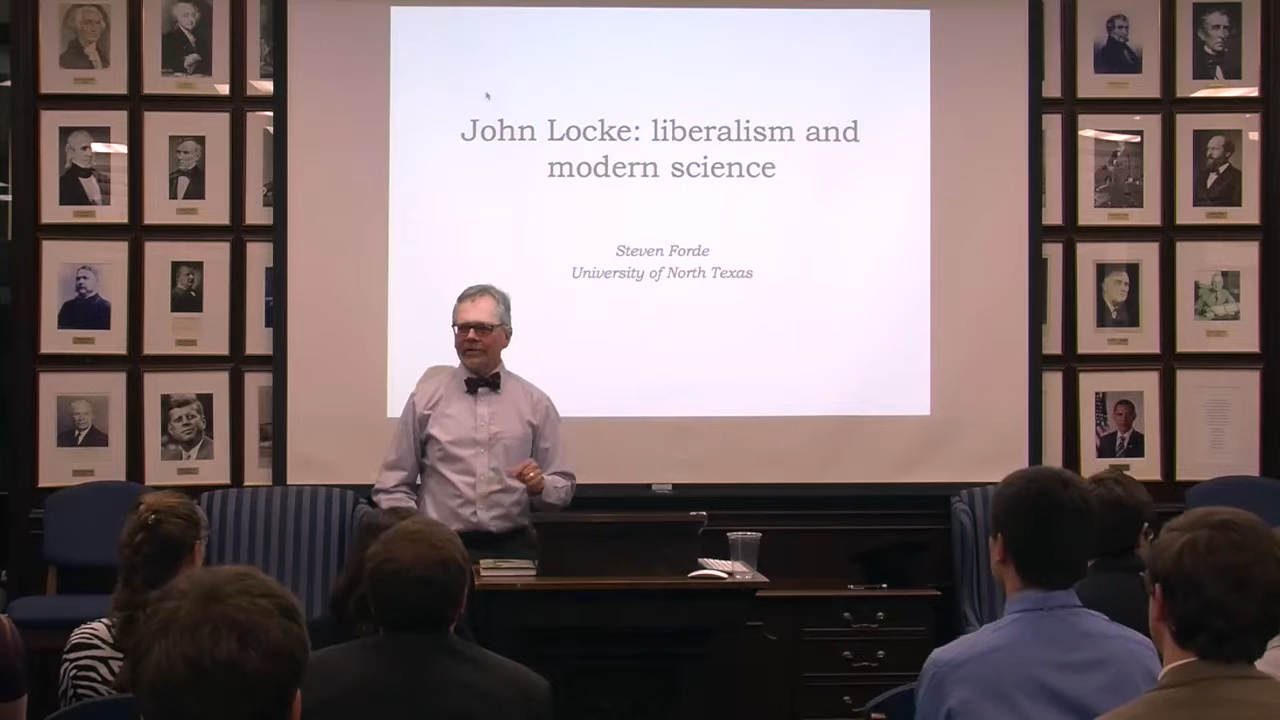 John Locke: liberalism and
modern science
Steven Forde
University of North Texas